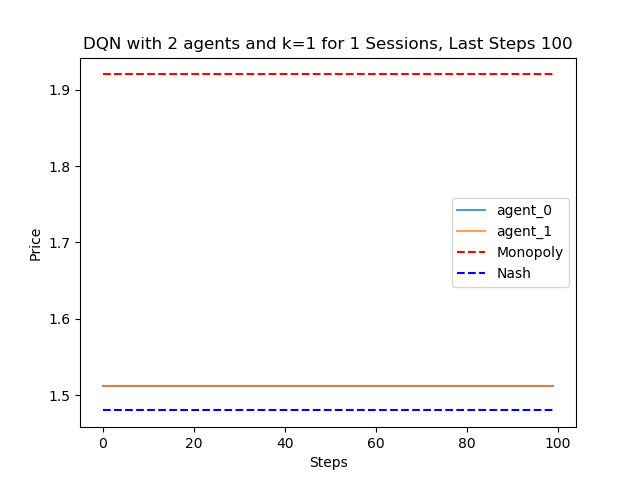 DQN with 2 agents and k=1 for 1 Sessions, Last Steps 100
1.9
1.8
1.7
1.6
1.5
Price
agent_0
agent_1
Monopoly
Nash
0 20 40 60 80 100
Steps